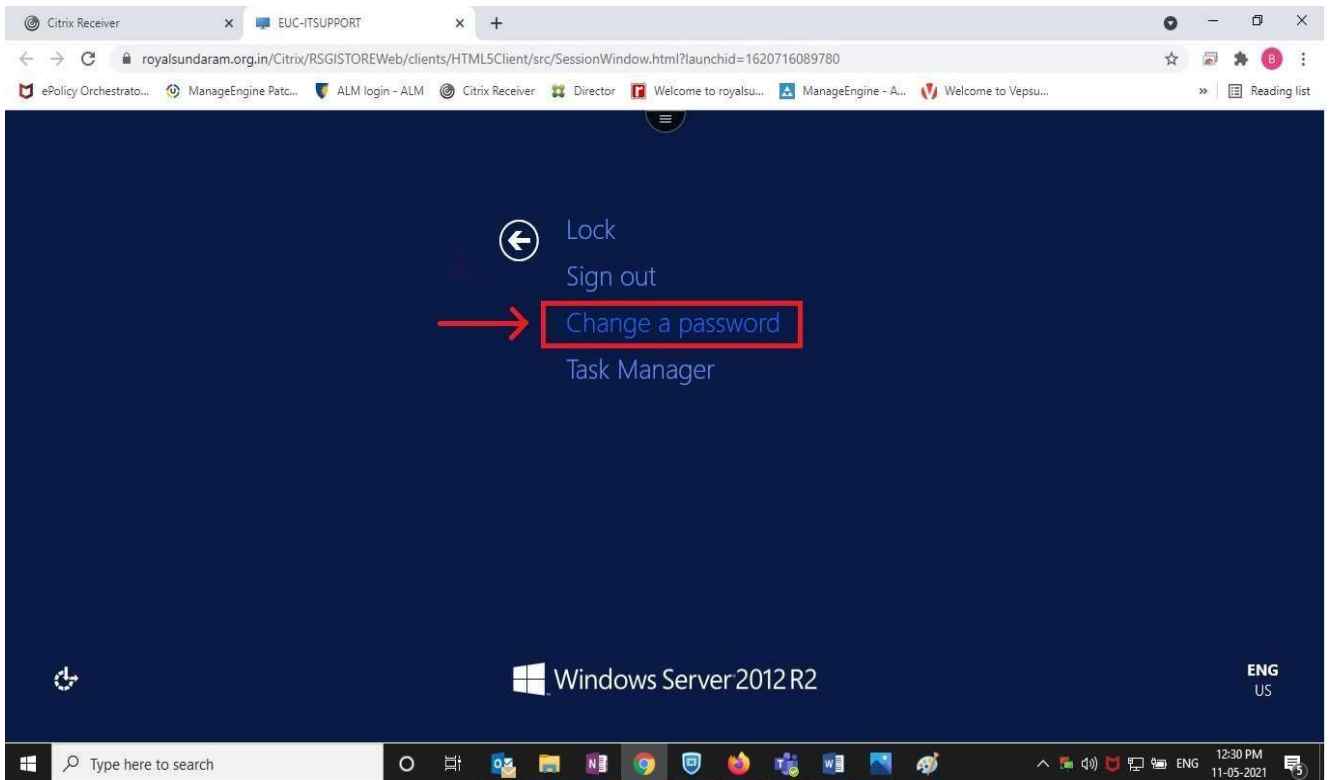 Citrix Receiver
EUC-ITSUPPORT
royalsundaram.org.in/Citrix/RSGISTOREWeb/clients/HTML5Client/src/SessionWindow.html?launchid=1620716089780
B
ePolicy Orchestrato... ManageEngine Patc... ALM login - ALM Citrix Receiver Director Welcome to royalsu... ManageEngine - A... Welcome to Vepsu... » Reading list
Lock
Sign out
Change a password
Task Manager
Windows Server 2012 R2
ENG
US
Type here to search
ENG
12:30 PM
11-05-2021
5